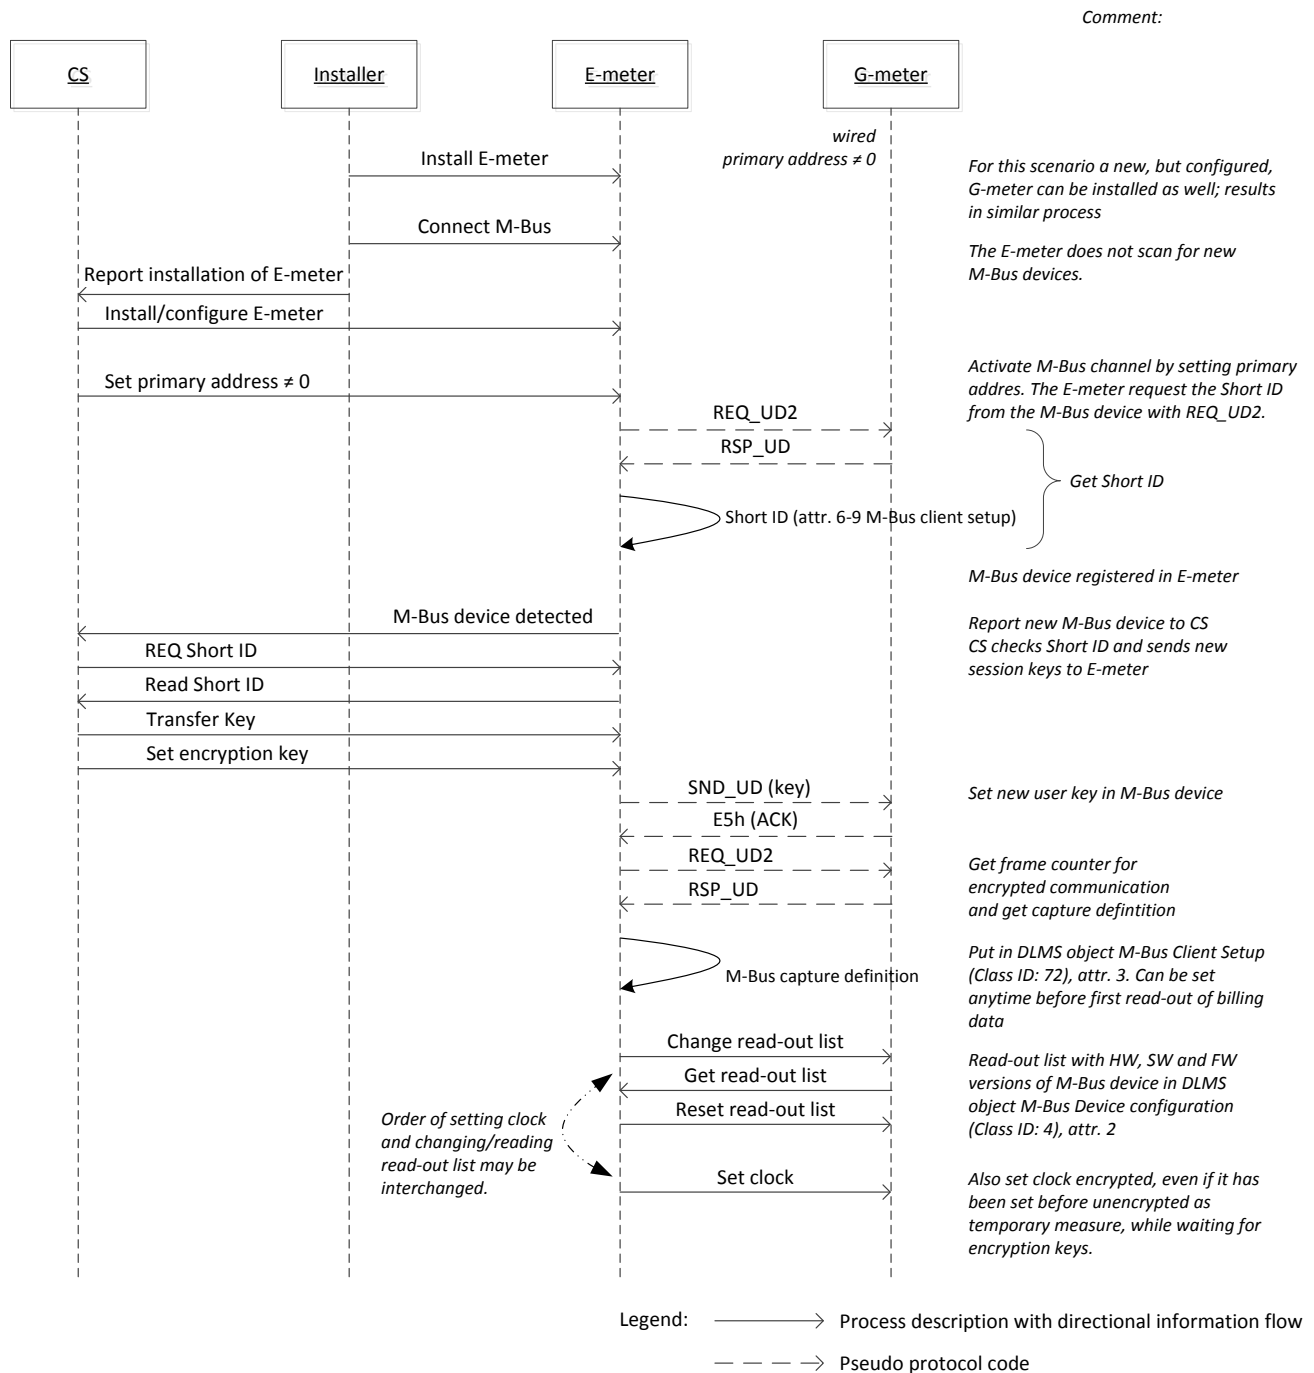 Comment:
CS
Installer
E-meter
G-meter
wired
primary address ≠ 0
Install E-meter
For this scenario a new, but configured,
G-meter can be installed as well; results
in similar process
Connect M-Bus
The E-meter does not scan for new
M-Bus devices.
Report installation of E-meter
Install/configure E-meter
Set primary address ≠ 0
Activate M-Bus channel by setting primary
addres. The E-meter request the Short ID
from the M-Bus device with REQ_UD2.
REQ_UD2
RSP_UD
Get Short ID
Short ID (attr. 6-9 M-Bus client setup)
M-Bus device registered in E-meter
M-Bus device detected
Report new M-Bus device to CS
CS checks Short ID and sends new
session keys to E-meter
REQ Short ID
Read Short ID
Transfer Key
Set encryption key
SND_UD (key)
Set new user key in M-Bus device
E5h (ACK)
REQ_UD2
Get frame counter for
encrypted communication
and get capture defintition
RSP_UD
M-Bus capture definition
Put in DLMS object M-Bus Client Setup
(Class ID: 72), attr. 3. Can be set
anytime before first read-out of billing
data
Change read-out list
Get read-out list
Reset read-out list
Read-out list with HW, SW and FW
versions of M-Bus device in DLMS
object M-Bus Device configuration
(Class ID: 4), attr. 2
Order of setting clock
and changing/reading
read-out list may be
interchanged.
Set clock
Also set clock encrypted, even if it has
been set before unencrypted as
temporary measure, while waiting for
encryption keys.
Legend:
Process description with directional information flow
Pseudo protocol code